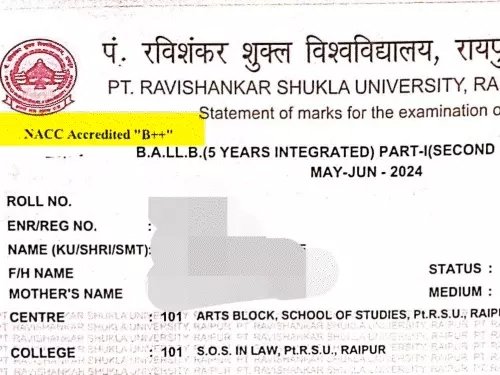 पं. रविशंकर शुक्ल विश्वविद्यालय, रायपु
PT. RAVISHANKAR SHUKLA UNIVERSITY, RAI
Statement of marks for the examination o
NACC Accredited "B++"
B.A.LL.B.(5 YEARS INTEGRATED) PART-I(SECOND
MAY-JUN - 2024
ROLL NO.
ENR/REG NO. :
NAME (KU/SHRI/SMT):
F/H NAME
STATUS :
MOTHER'S NAME
MEDIUM :
CENTRE : 101 ARTS BLOCK, SCHOOL OF STUDIES, Pt.R.S.U., RAIPU
COLLEGE : 101 S.O.S. IN LAW, Pt.R.S.U., RAIPUR